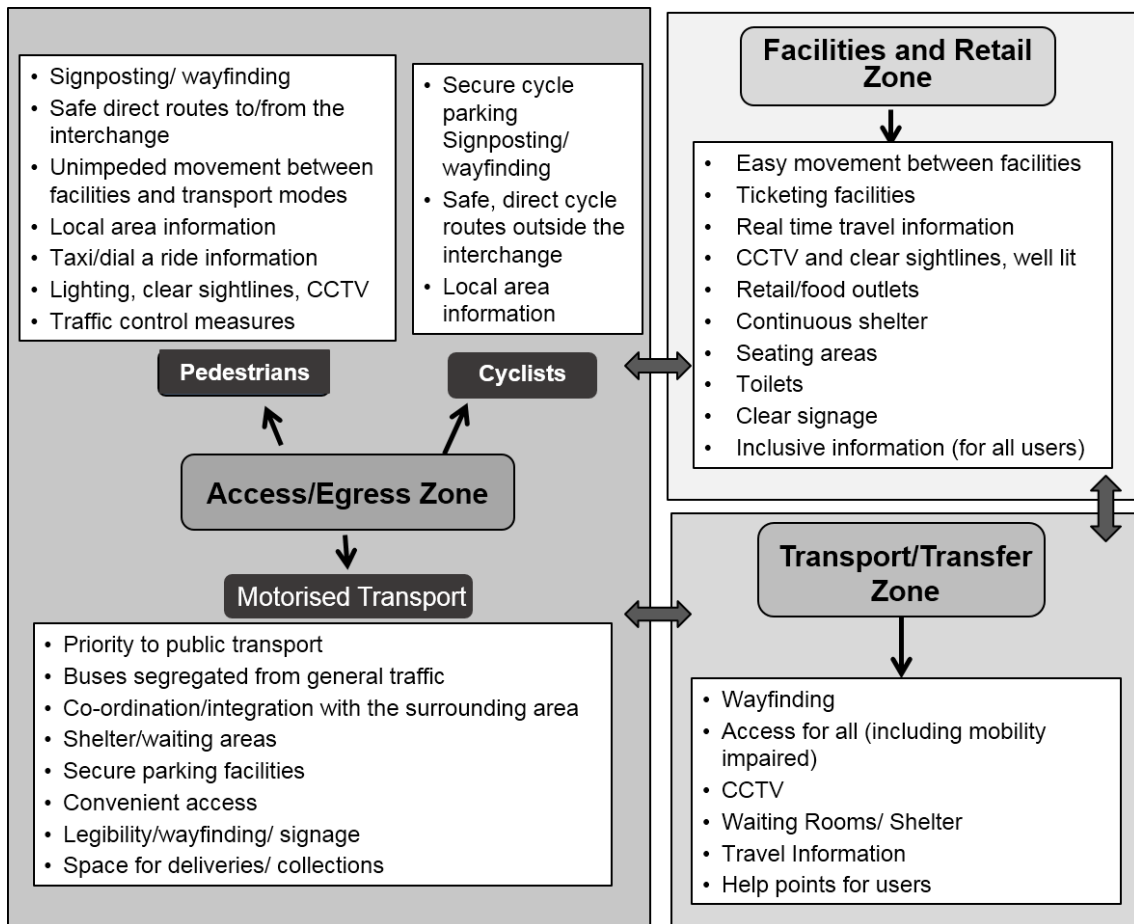 • Signposting/ wayfinding
• Safe direct routes to/from the
interchange
• Unimpeded movement between
facilities and transport modes
• Local area information
• Taxi/dial a ride information
• Lighting, clear sightlines, CCTV
• Traffic control measures
Pedestrians
• Secure cycle
parking
Signposting/
wayfinding
• Safe, direct cycle
routes outside the
interchange
• Local area
information
Cyclists
Access/Egress Zone
Motorised Transport
• Priority to public transport
• Buses segregated from general traffic
• Co-ordination/integration with the surrounding area
• Shelter/waiting areas
• Secure parking facilities
• Convenient access
• Legibility/wayfinding/ signage
• Space for deliveries/ collections
Facilities and Retail
Zone
• Easy movement between facilities
• Ticketing facilities
• Real time travel information
• CCTV and clear sightlines, well lit
• Retail/food outlets
• Continuous shelter
• Seating areas
• Toilets
• Clear signage
• Inclusive information (for all users)
Transport/Transfer
Zone
• Wayfinding
• Access for all (including mobility
impaired)
• CCTV
• Waiting Rooms/ Shelter
• Travel Information
• Help points for users